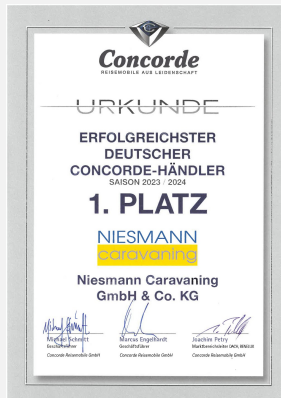 Concorde
REISEMOBILE AUS LEIDENSCHAFT
URKUNDE
ERFOLGREICHSTER
DEUTSCHER
CONCORDE-HÄNDLER
SAISON 2023 / 2024
1. PLATZ
NIESMANN
caravaning
Niesmann Caravaning
GmbH & Co. KG
Michael Schmitt Marcus Engelhardt Joachim Petry
Geschäftsführer Geschäftsführer
Concorde Reisemobile GmbH Concorde Reisemobile GmbH Concorde Reisemobile GmbH